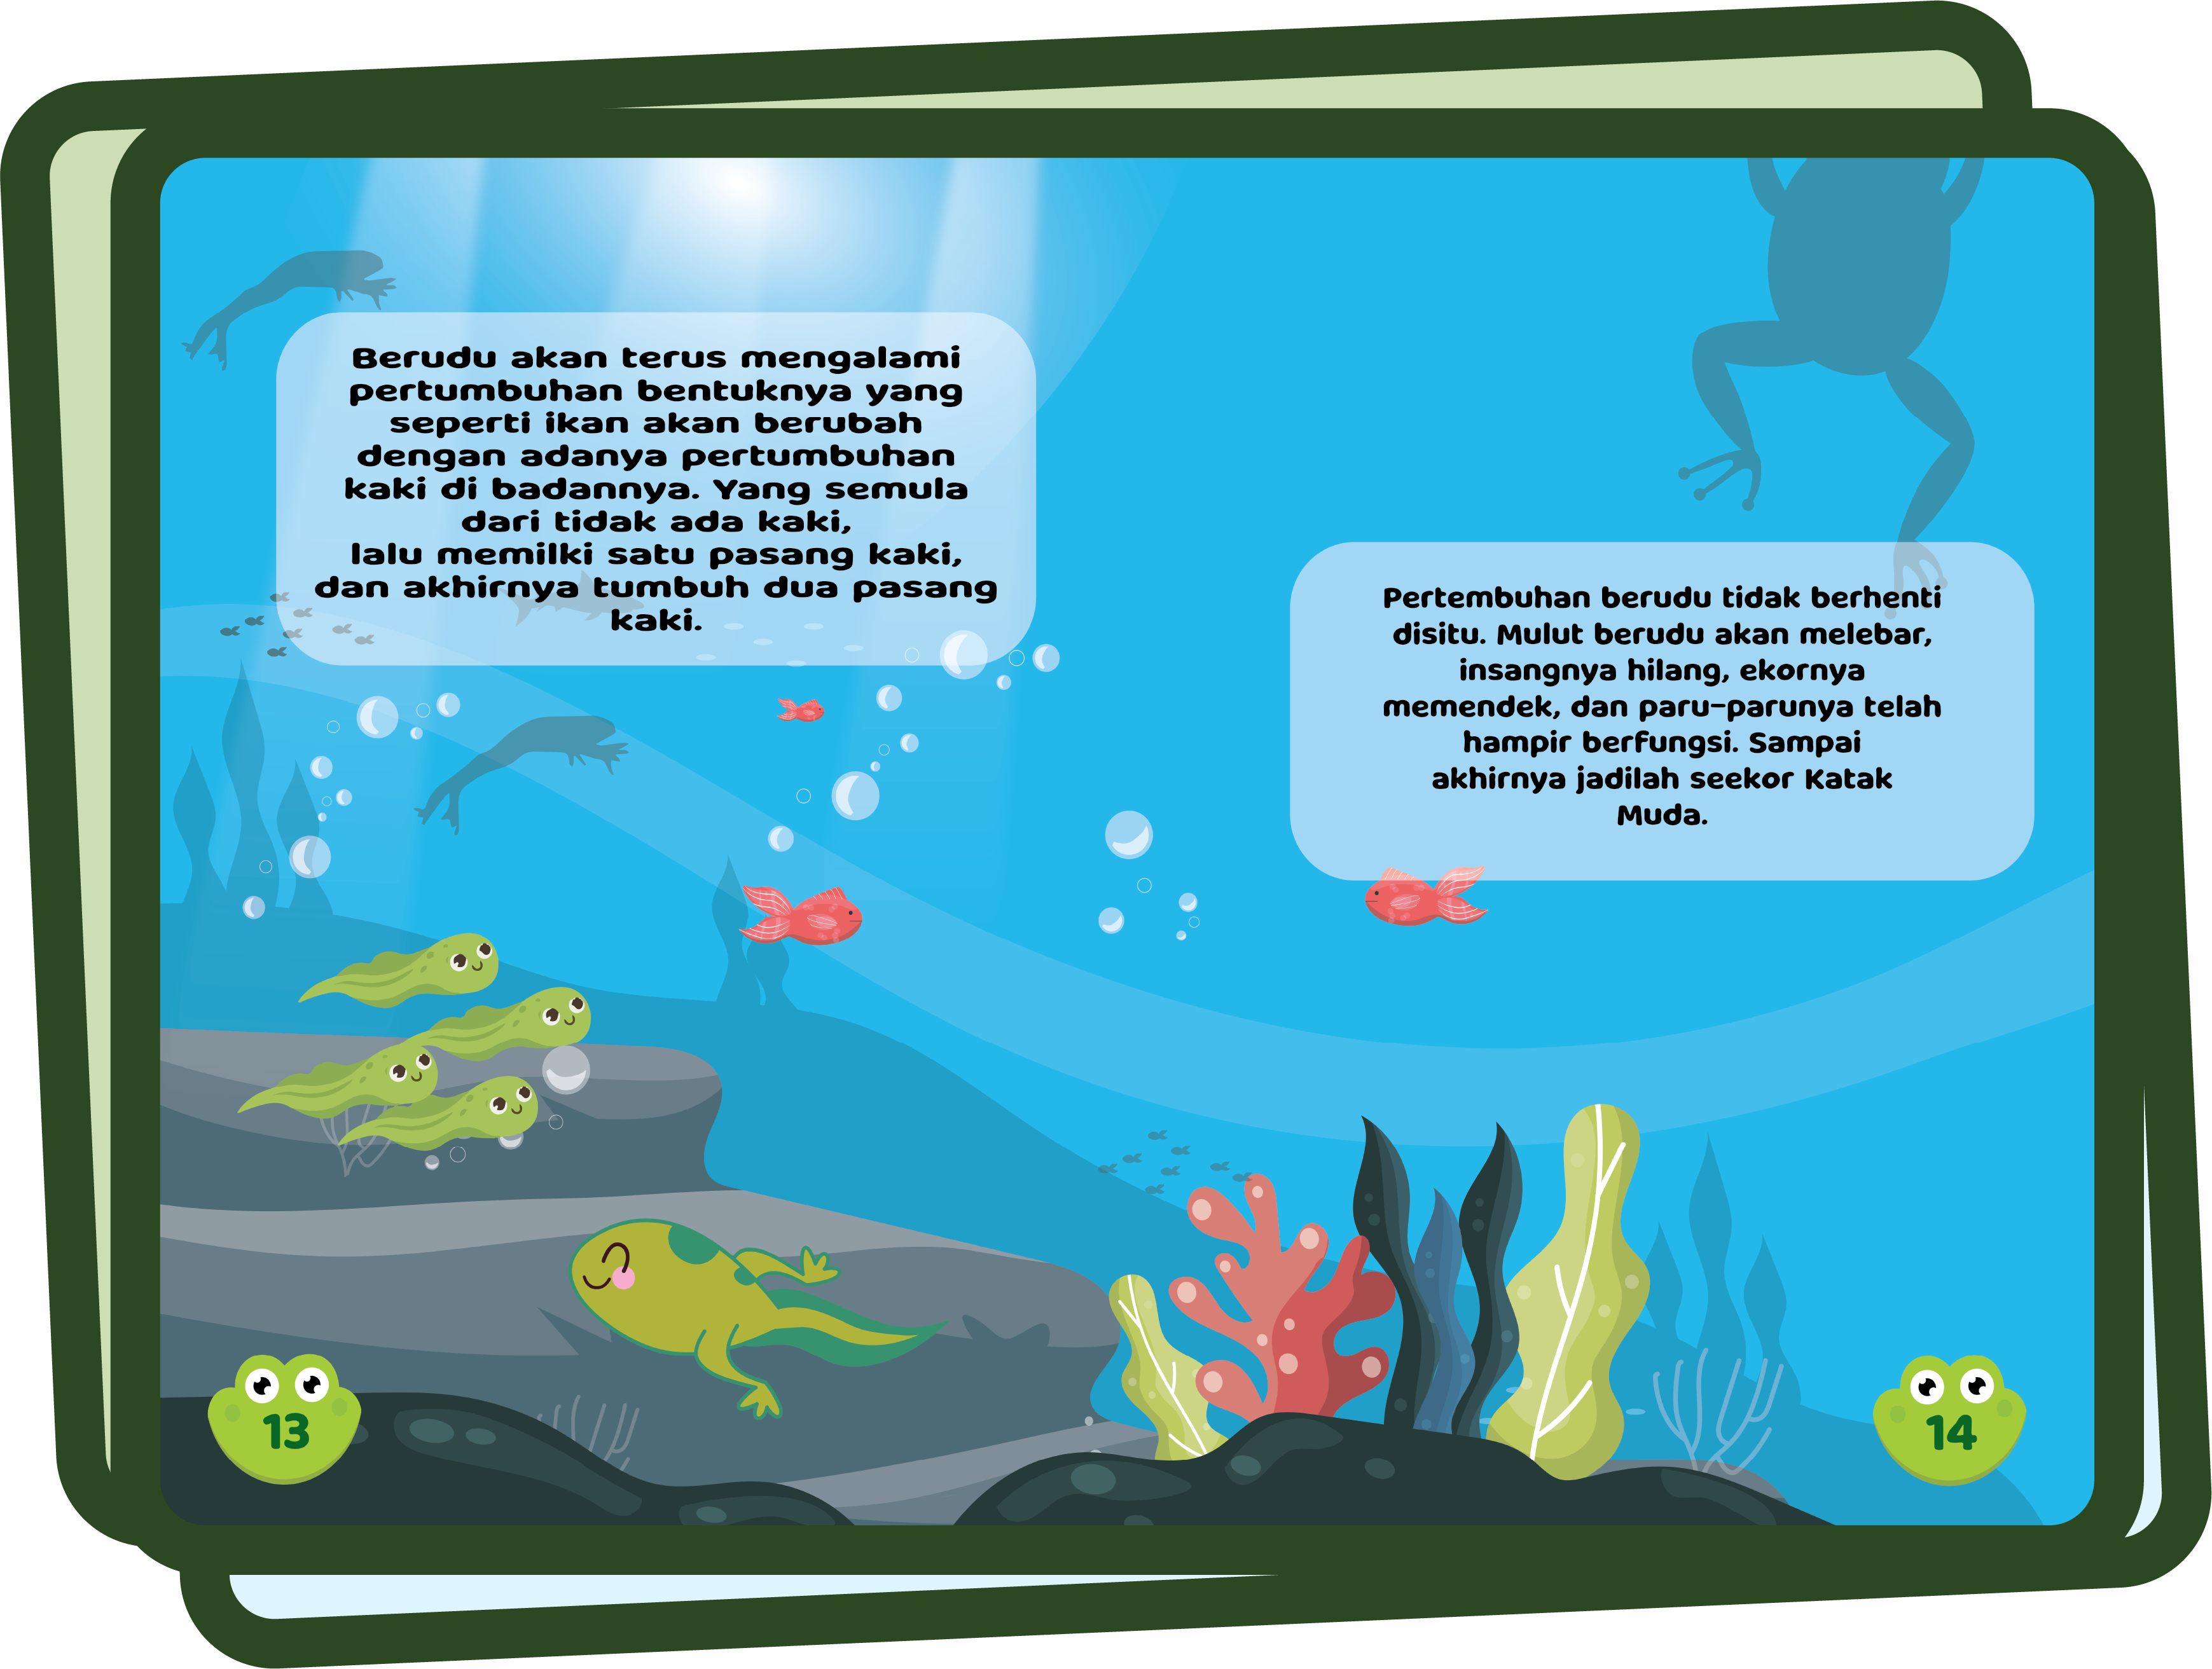 Berudu akan terus mengalami
pertumbuhan bentuknya yang
seperti ikan akan berubah
dengan adanya pertumbuhan
kaki di badannya. Yang semula
dari tidak ada kaki,
lalu memilki satu pasang kaki,
dan akhirnya tumbuh dua pasang
kaki.
Pertembuhan berudu tidak berhenti
disitu. Mulut berudu akan melebar,
insangnya hilang, ekornya
memendek, dan paru-parunya telah
hampir berfungsi. Sampai
akhirnya jadilah seekor Katak
Muda.
13
14